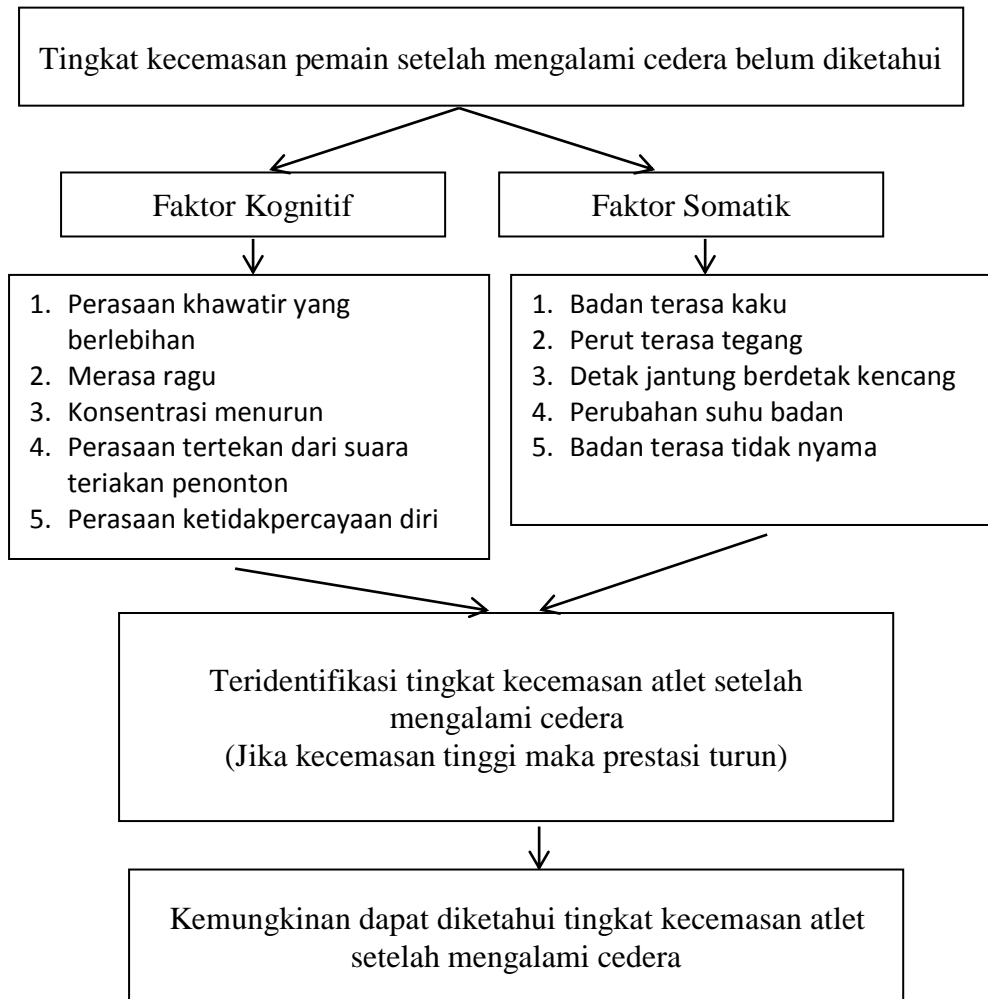 Tingkat kecemasan pemain setelah mengalami cedera belum diketahui
Faktor Kognitif
Faktor Somatik
1. Perasaan khawatir yang
berlebihan
2. Merasa ragu
3. Konsentrasi menurun
4. Perasaan tertekan dari suara
teriakan penonton
5. Perasaan ketidakpercayaan diri
1. Badan terasa kaku
2. Perut terasa tegang
3. Detak jantung berdetak kencang
4. Perubahan suhu badan
5. Badan terasa tidak nyama
Teridentifikasi tingkat kecemasan atlet setelah
mengalami cedera
(Jika kecemasan tinggi maka prestasi turun)
Kemungkinan dapat diketahui tingkat kecemasan atlet
setelah mengalami cedera